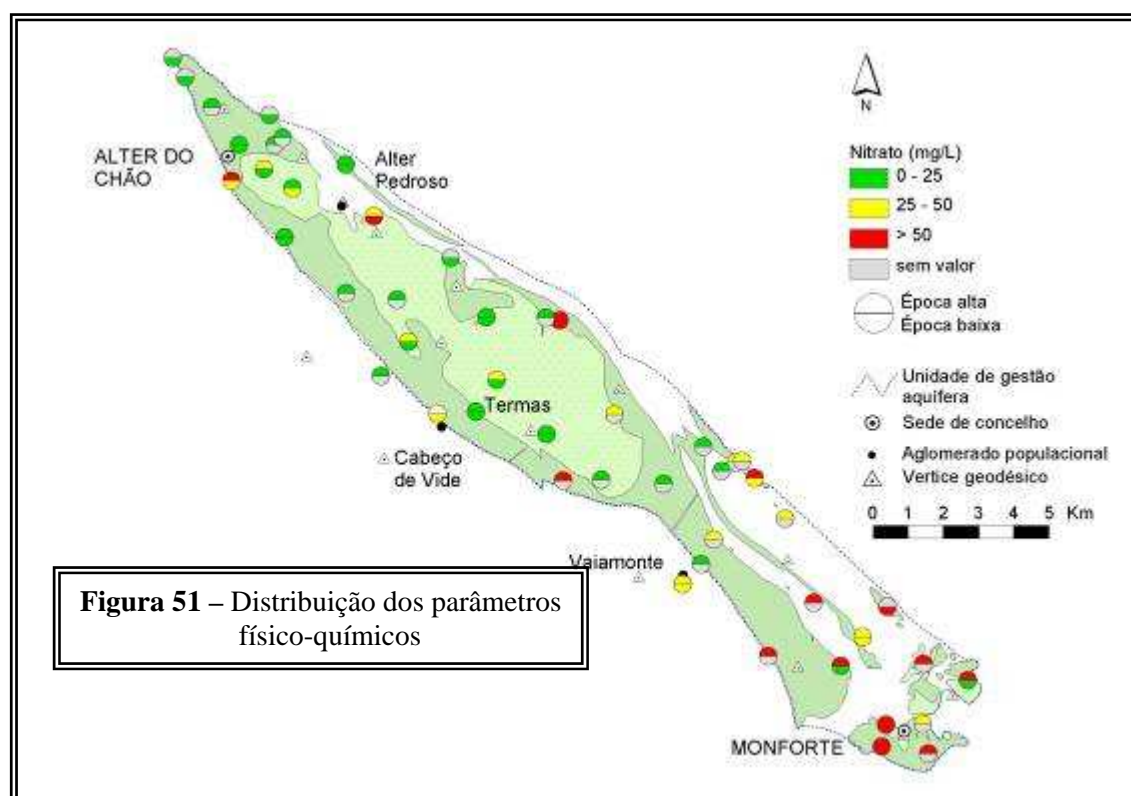 N
Nitrato (mg/L)
0 - 25
25 - 50
> 50
sem valor
Época alta
Época baixa
Unidade de gestão
aquífera
Sede de concelho
Aglomerado populacional
Vertice geodésico
0 1 2 3 4 5 Km
ALTER DO
CHÃO
Alter
Pedroso
Termas
Cabeço
de Vide
Vaiamonte
MONFORTE
Figura 51 – Distribuição dos parâmetros
físico-químicos